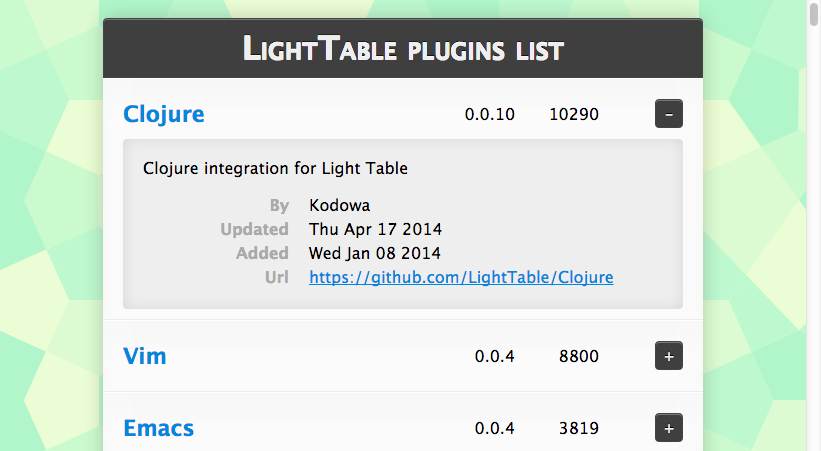 LightTable plugins list
Clojure 0.0.10 10290 -
Clojure integration for Light Table
By Kodowa
Updated Thu Apr 17 2014
Added Wed Jan 08 2014
Url https://github.com/LightTable/Clojure
Vim 0.0.4 8800 +
Emacs 0.0.4 3819 +